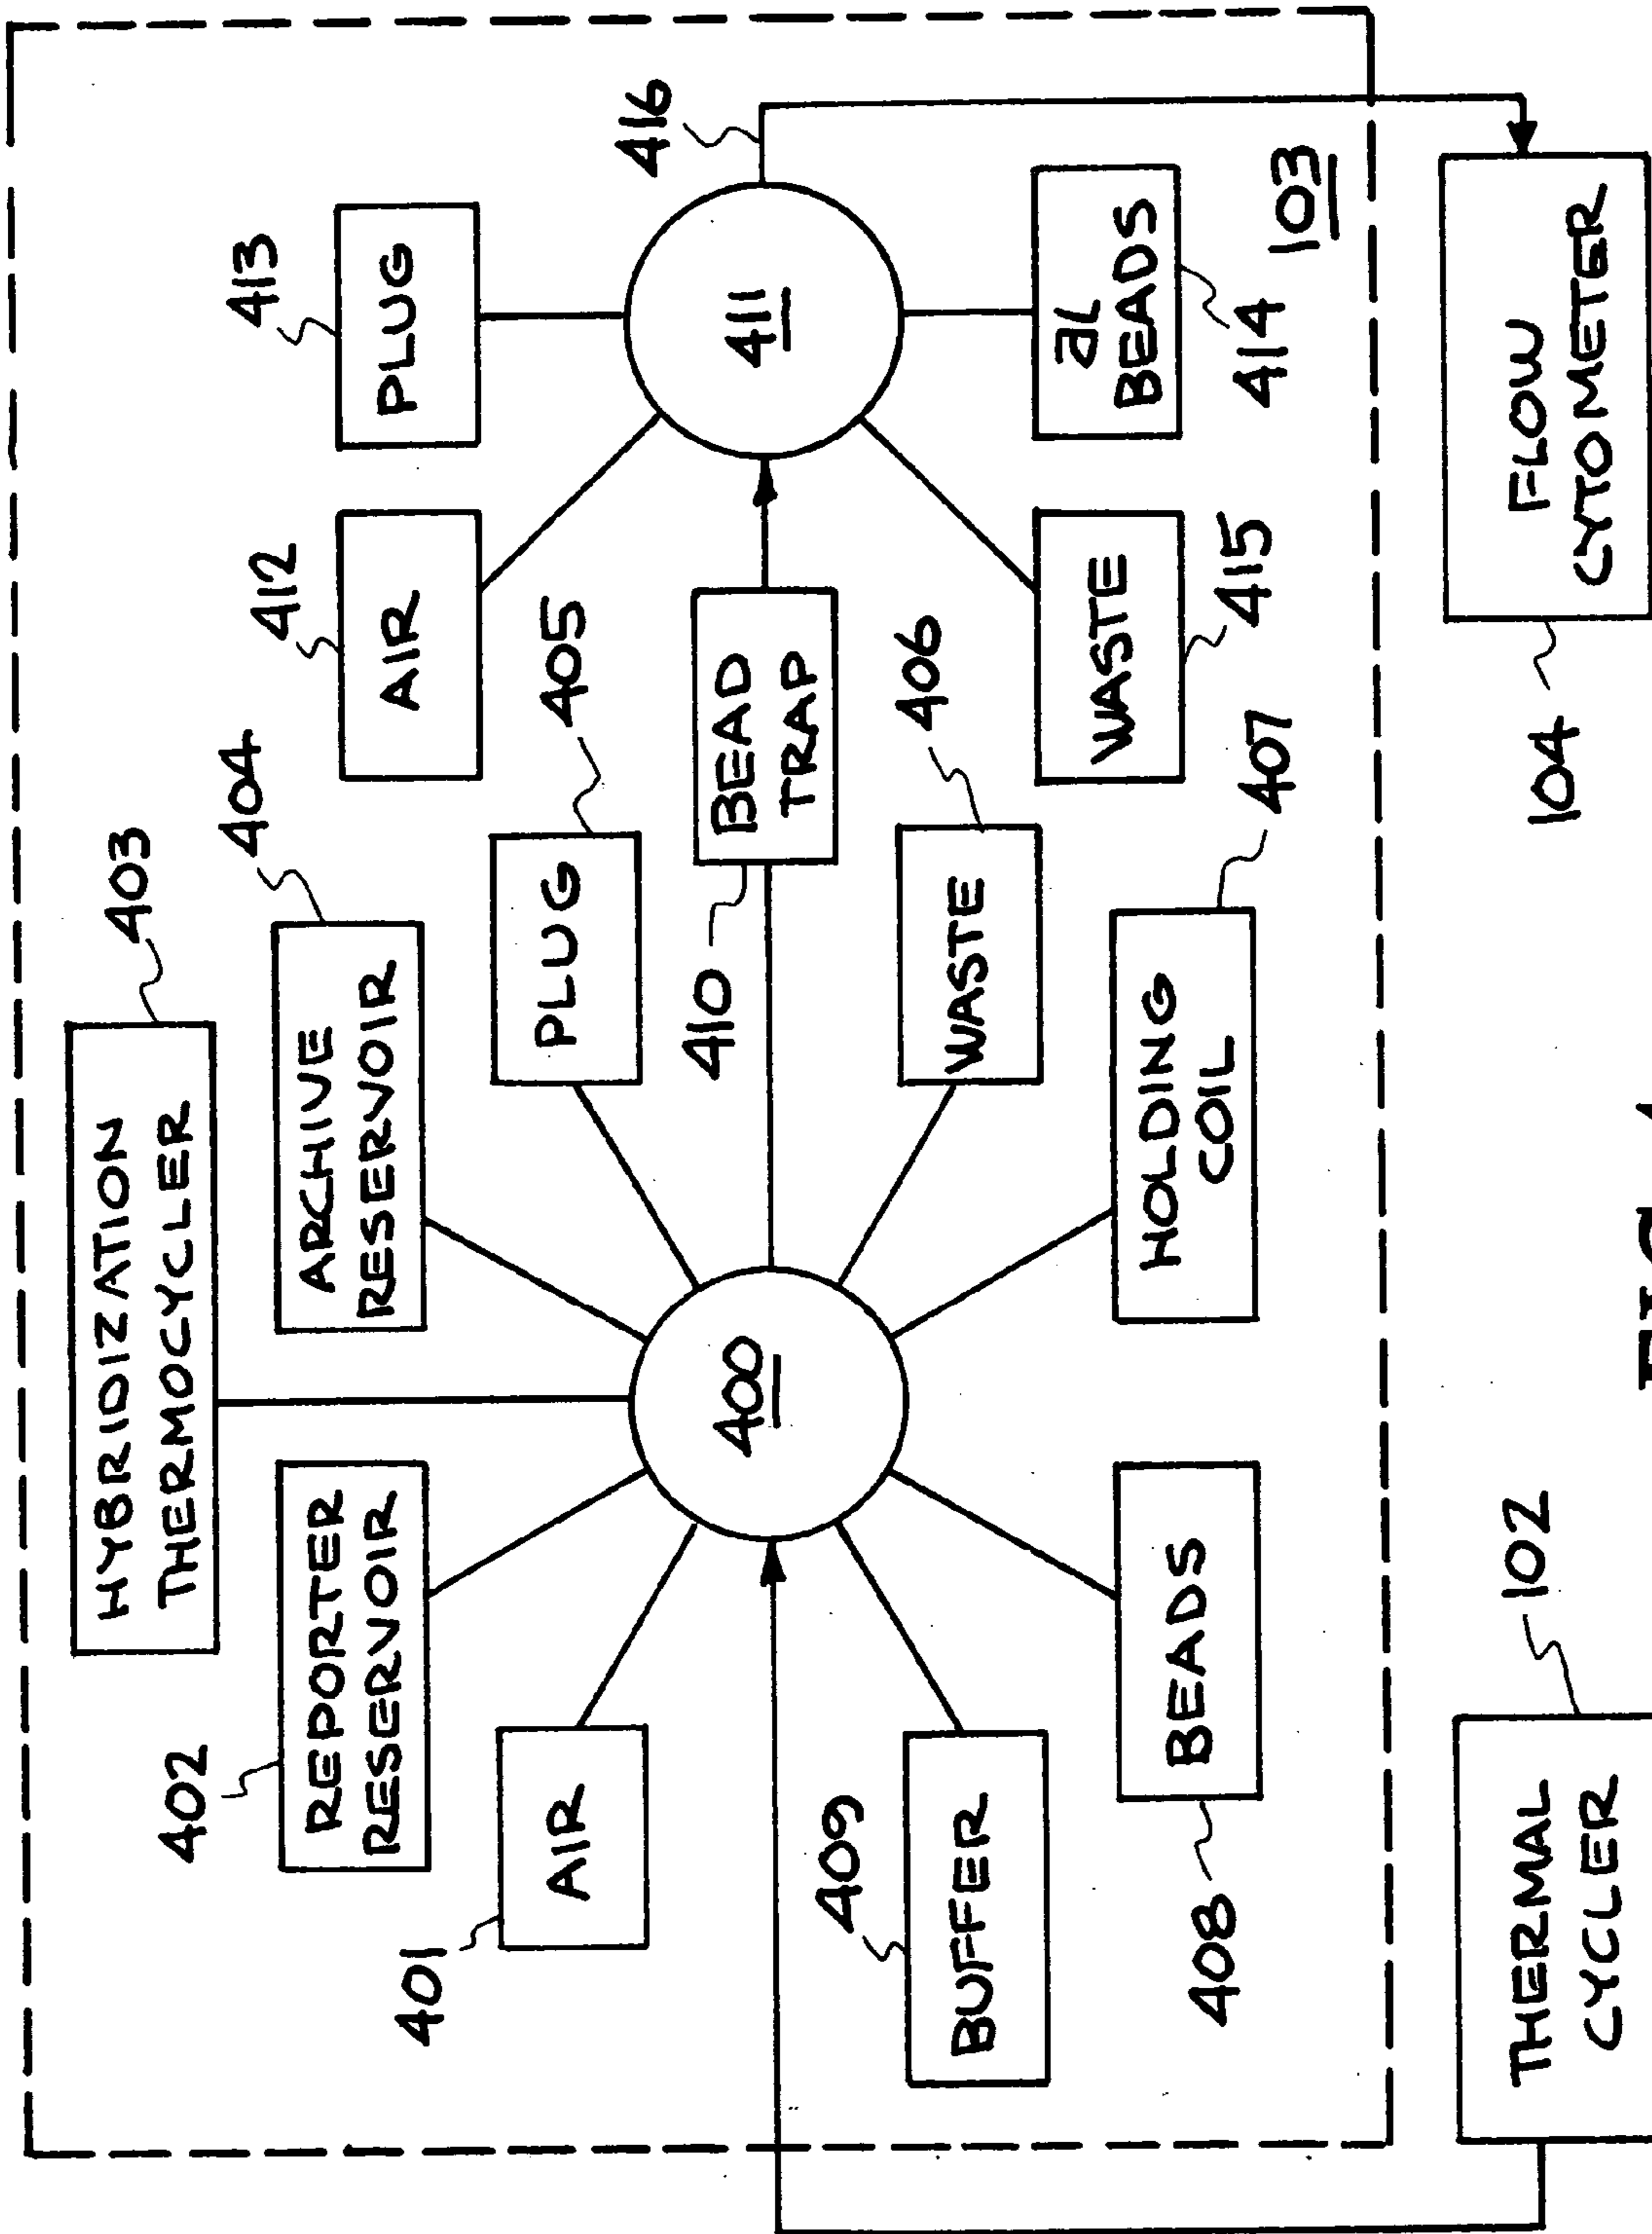 403
HYBRIDIZATION
THERMOCYCLER
402
REPORTER
RESERVOIR
404
ARCHIVE
RESERVOIR
412
AIR
413
PLUG
401
AIR
405
PLUG
400
410
BEAD
TRAP
411
416
409
BUFFER
406
WASTE
408
BEADS
407
HOLDING
COIL
415
WASTE
414
BEADS
103
102
THERMAL
CYCLER
104
FLOW
CYTOMETER